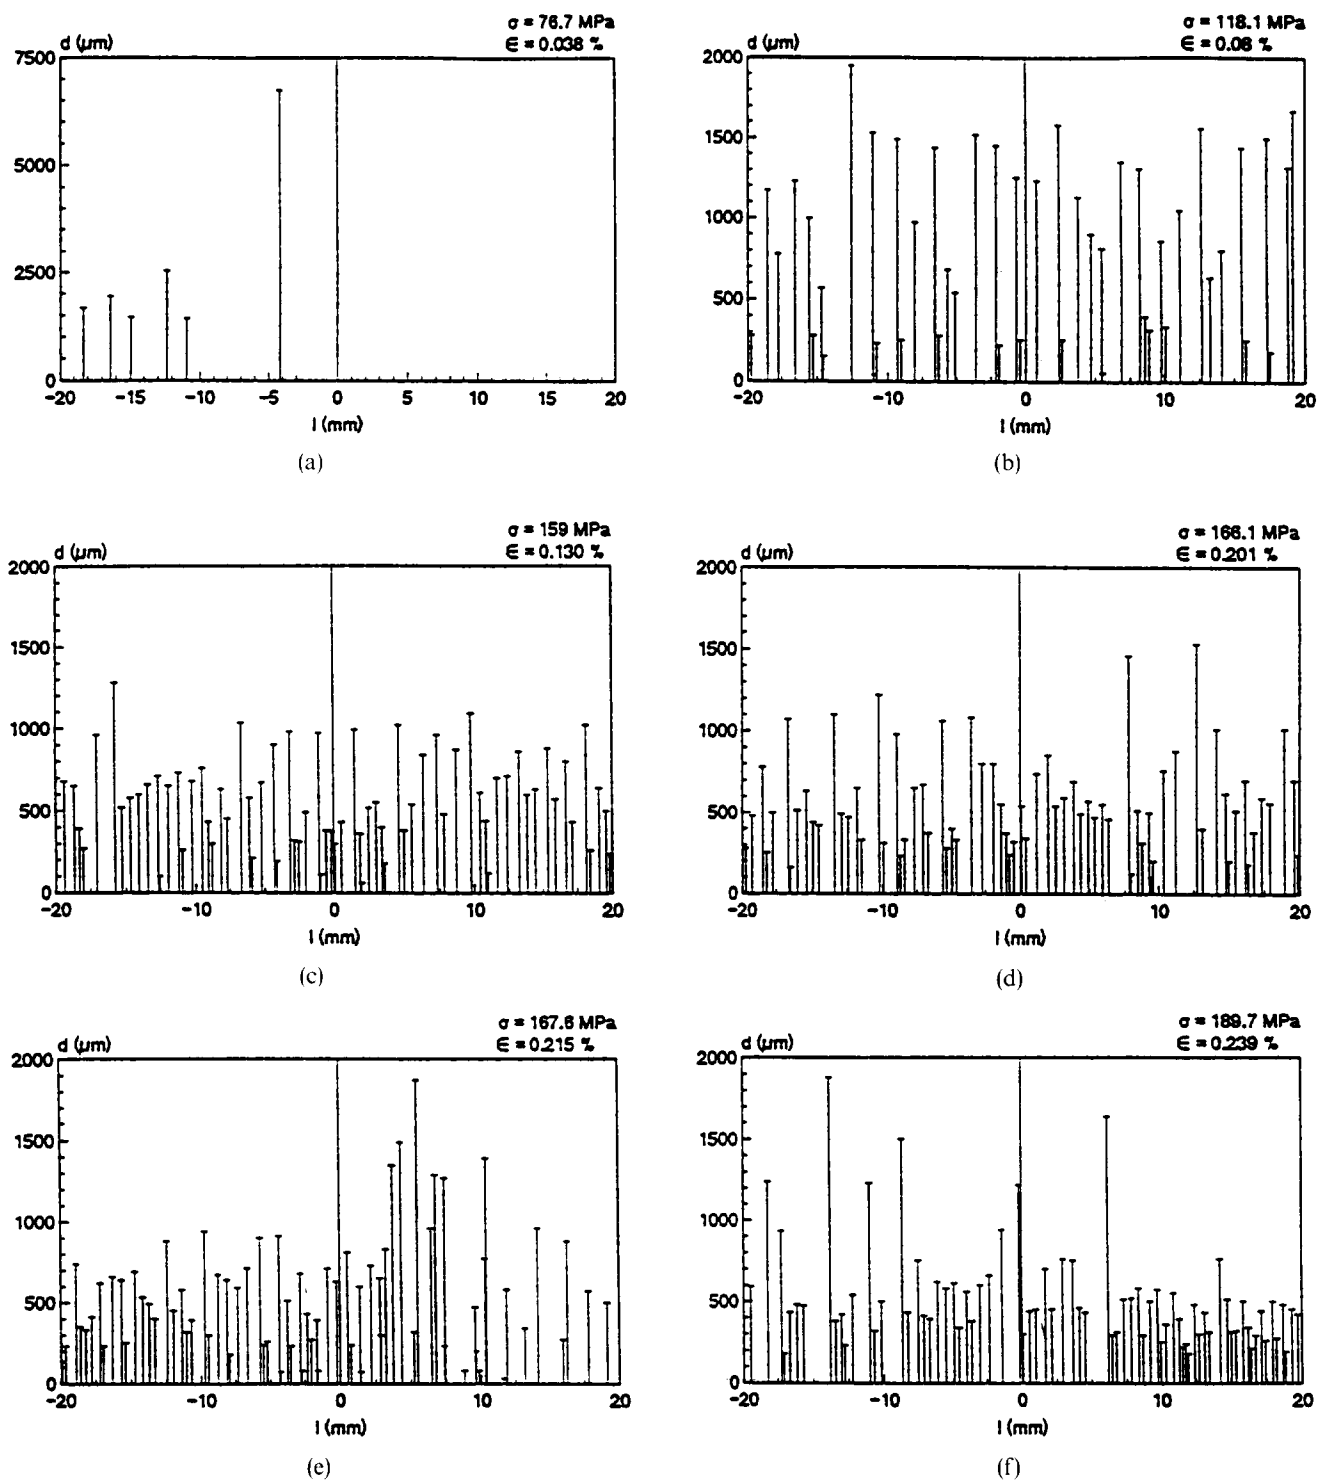 σ = 76.7 MPa
ϵ = 0.038 %
d (μm)
7500
5000
2500
0
-20 -15 -10 -5 0 5 10 15 20
l (mm)
(a)
σ = 118.1 MPa
ϵ = 0.08 %
d (μm)
2000
1500
1000
500
0
-20 -10 0 10 20
l (mm)
(b)
σ = 159 MPa
ϵ = 0.130 %
d (μm)
2000
1500
1000
500
0
-20 -10 0 10 20
l (mm)
(c)
σ = 166.1 MPa
ϵ = 0.201 %
d (μm)
2000
1500
1000
500
0
-20 -10 0 10 20
l (mm)
(d)
σ = 167.6 MPa
ϵ = 0.215 %
d (μm)
2000
1500
1000
500
0
-20 -10 0 10 20
l (mm)
(e)
σ = 189.7 MPa
ϵ = 0.239 %
d (μm)
2000
1500
1000
500
0
-20 -10 0 10 20
l (mm)
(f)